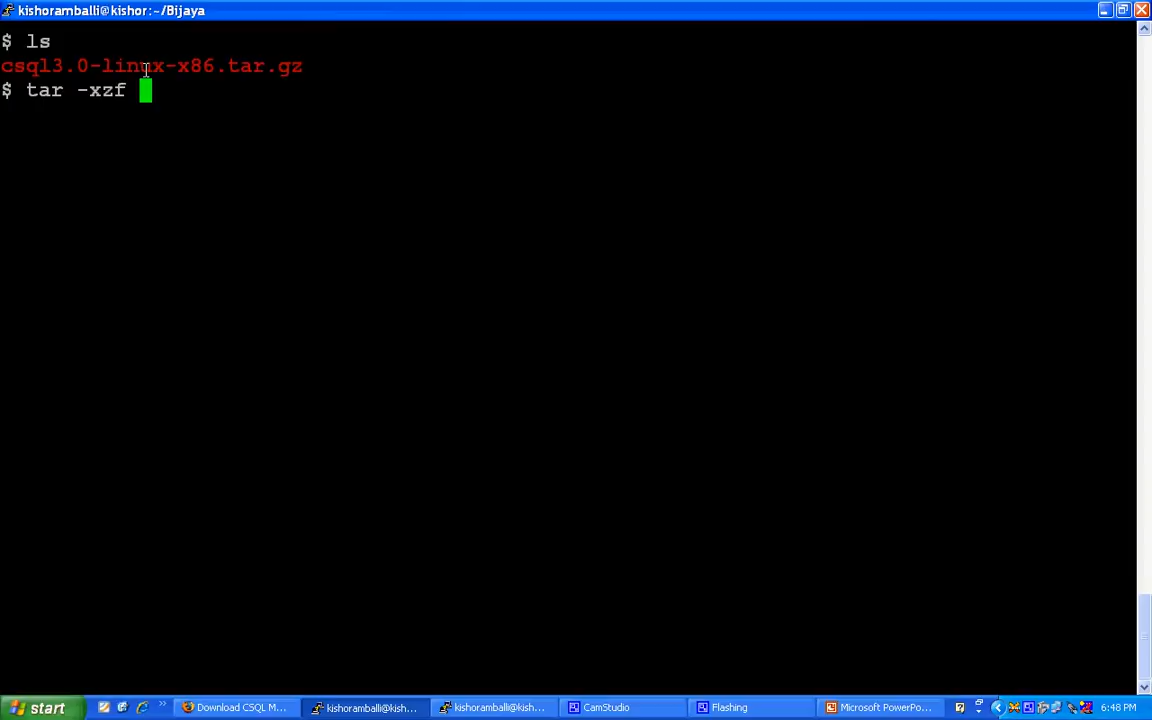 kishoramballi@kishor:~/Bijaya
$ ls
csql3.0-linux-x86.tar.gz
$ tar -xzf
start
Download CSQL M...
kishoramballi@kish...
kishoramballi@kish...
CamStudio
Flashing
Microsoft PowerPo...
6:48 PM